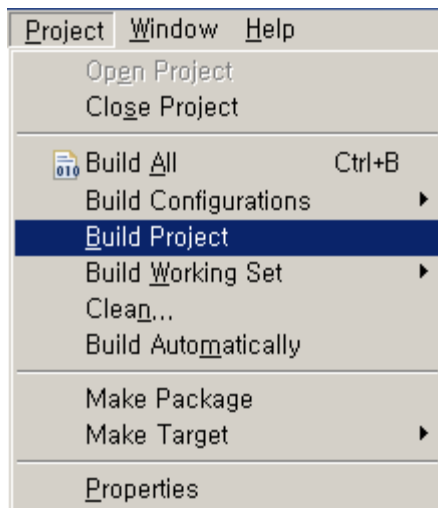 Project Window Help
Open Project
Close Project
010 Build All Ctrl+B
Build Configurations
Build Project
Build Working Set
Clean...
Build Automatically
Make Package
Make Target
Properties